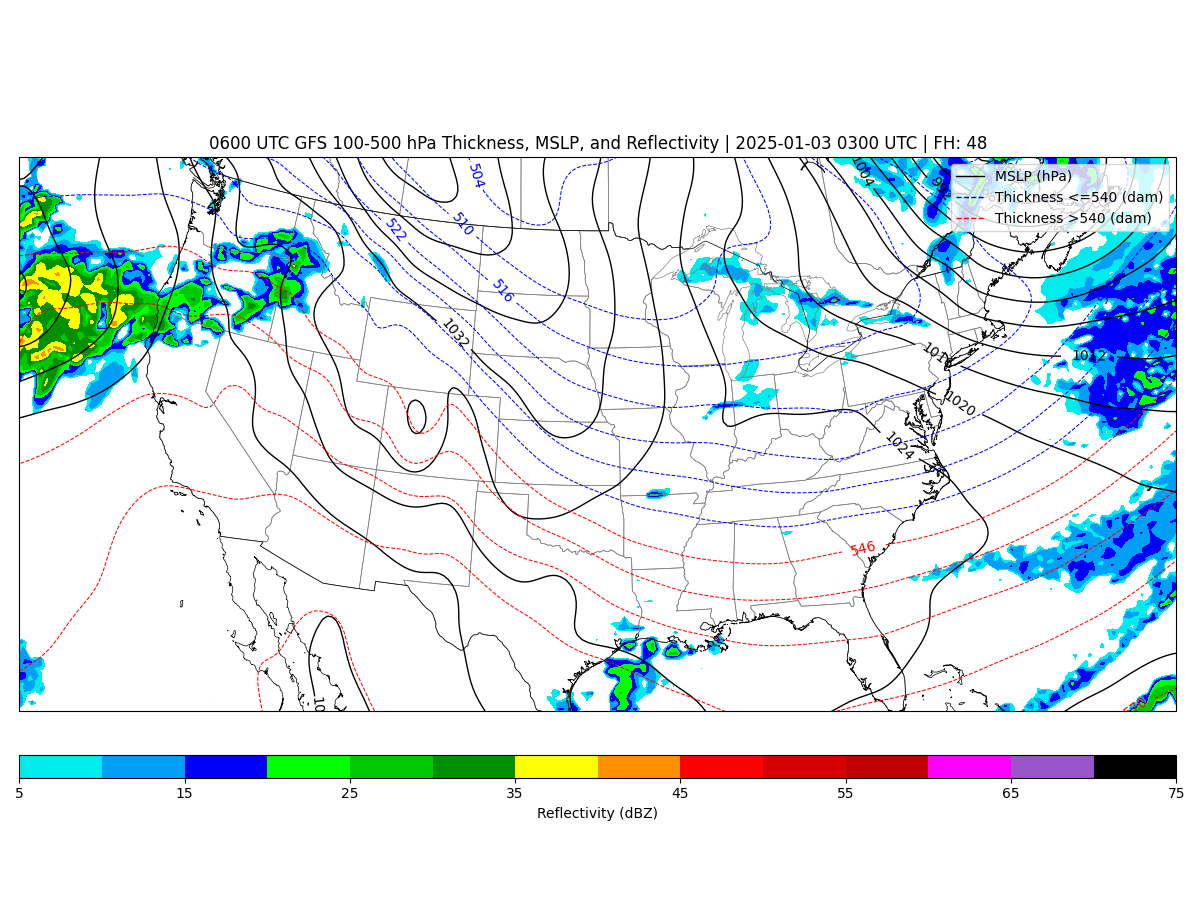 0600 UTC GFS 100-500 hPa Thickness, MSLP, and Reflectivity | 2025-01-03 0300 UTC | FH: 48
MSLP (hPa)
Thickness <=540 (dam)
Thickness >540 (dam)
504
510
522
516
1004
1032
1016
1012
1020
1024
546
5 15 25 35 45 55 65 75
Reflectivity (dBZ)